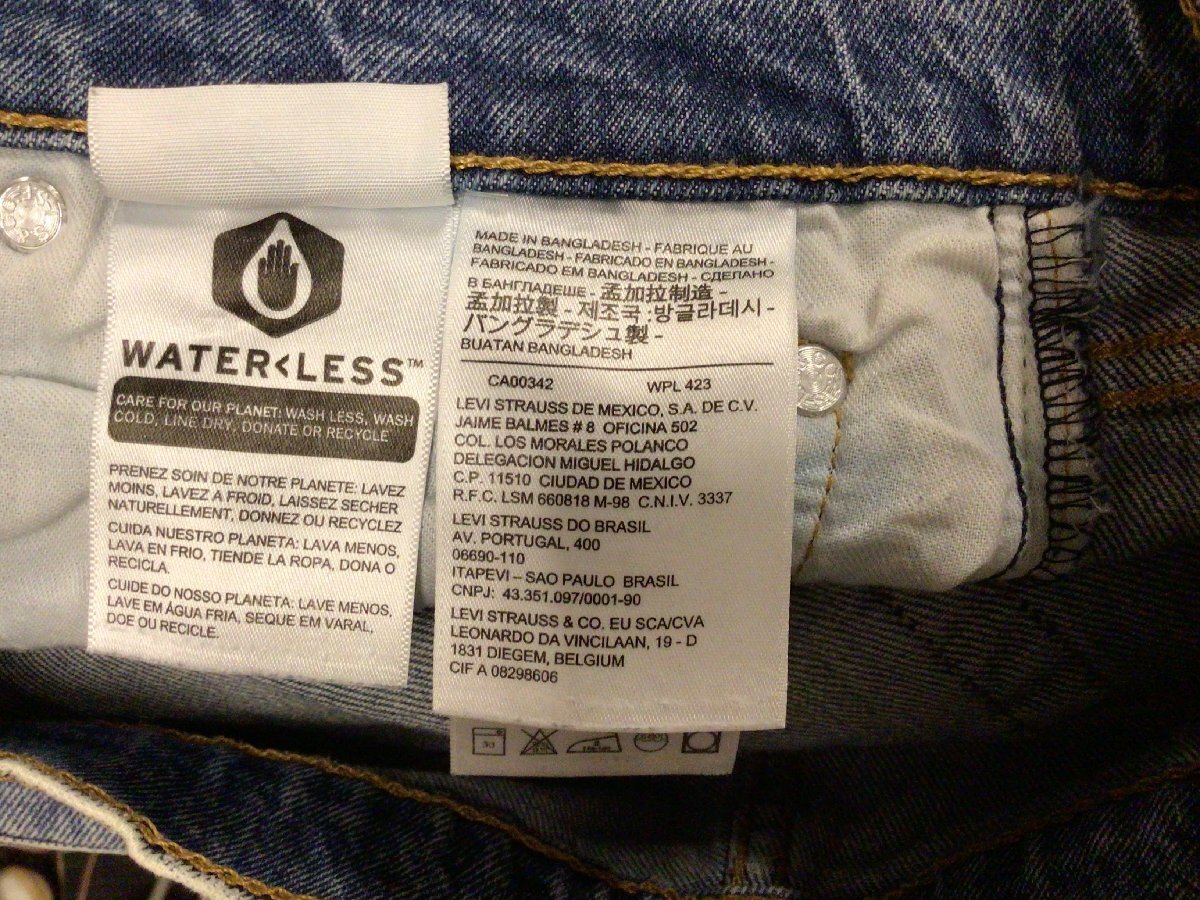 WATER<LESS™
CARE FOR OUR PLANET: WASH LESS, WASH
COLD, LINE DRY, DONATE OR RECYCLE
PRENEZ SOIN DE NOTRE PLANETE: LAVEZ
MOINS, LAVEZ A FROID, LAISSEZ SECHER
NATURELLEMENT, DONNEZ OU RECYCLEZ
CUIDA NUESTRO PLANETA: LAVA MENOS,
LAVA EN FRIO, TIENDE LA ROPA, DONA O
RECICLA.
CUIDE DO NOSSO PLANETA: LAVE MENOS,
LAVE EM ÁGUA FRIA, SEQUE EM VARAL,
DOE OU RECICLE.
MADE IN BANGLADESH - FABRIQUE AU
BANGLADESH - FABRICADO EN BANGLADESH -
FABRICADO EM BANGLADESH - СДЕЛАНО
В БАНГЛАДЕШЕ - 孟加拉制造 -
孟加拉製 - 제조국 : 방글라데시 -
バングラデシュ製 -
BUATAN BANGLADESH
CA00342 WPL 423
LEVI STRAUSS DE MEXICO, S.A. DE C.V.
JAIME BALMES # 8 OFICINA 502
COL. LOS MORALES POLANCO
DELEGACION MIGUEL HIDALGO
C.P. 11510 CIUDAD DE MEXICO
R.F.C. LSM 660818 M-98 C.N.I.V. 3337
LEVI STRAUSS DO BRASIL
AV. PORTUGAL, 400
06690-110
ITAPEVI – SAO PAULO BRASIL
CNPJ: 43.351.097/0001-90
LEVI STRAUSS & CO. EU SCA/CVA
LEONARDO DA VINCILAAN, 19 - D
1831 DIEGEM, BELGIUM
CIF A 08298606
30